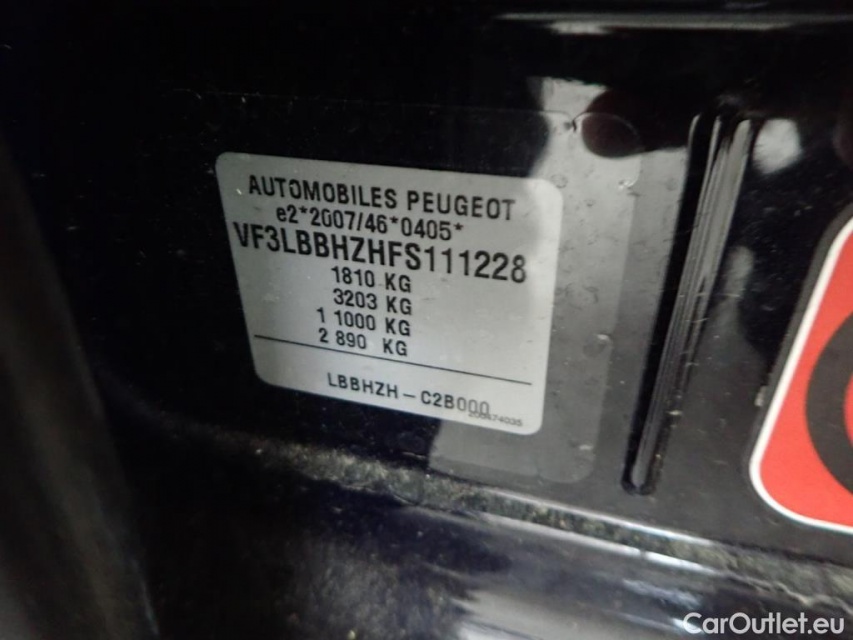 AUTOMOBILES PEUGEOT
e2*2007/46*0405*
VF3LBBHZHFS111228
1810 KG
3203 KG
1 1000 KG
2 890 KG
LBBHZH-C2B000
CarOutlet.eu